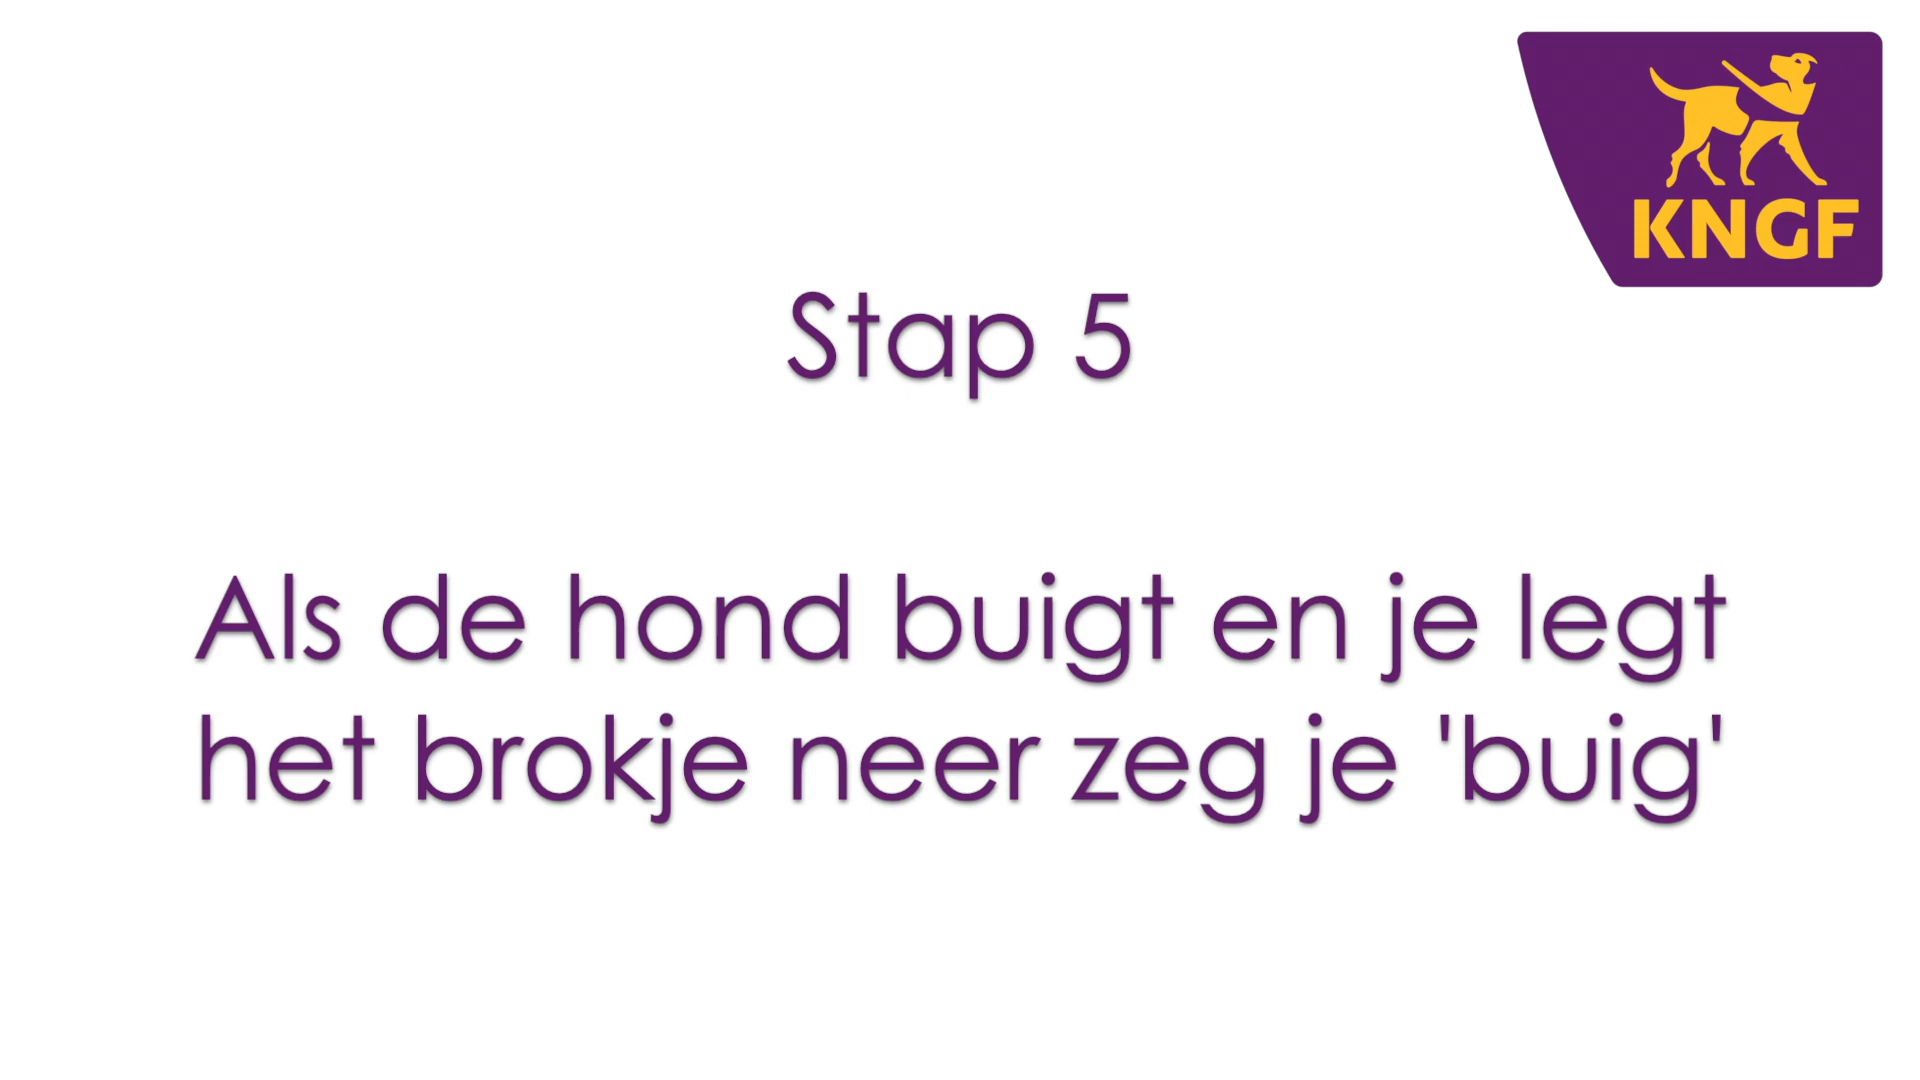 KNGF
Stap 5
Als de hond buigt en je legt
het brokje neer zeg je 'buig'